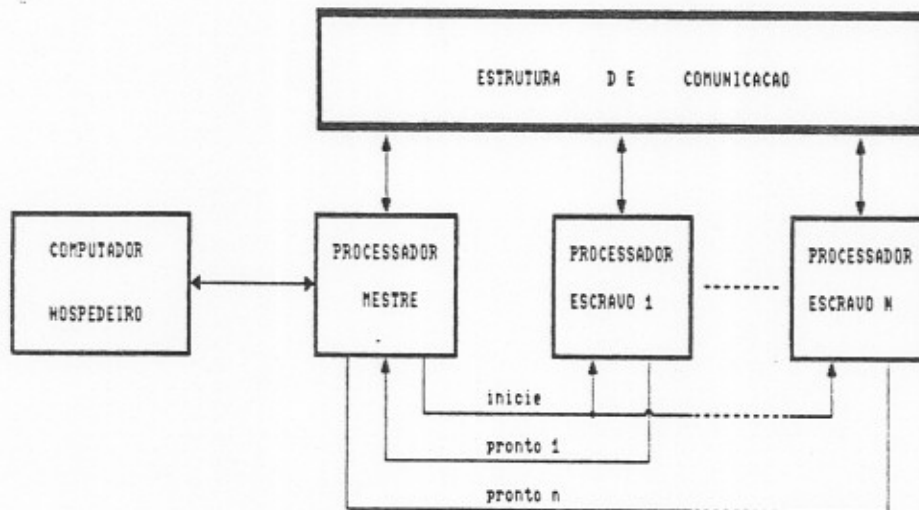 ESTRUTURA DE COMUNICACAO
COMPUTADOR
HOSPEDEIRO
PROCESSADOR
MESTRE
PROCESSADOR
ESCRAVO 1
PROCESSADOR
ESCRAVO N
inicie
pronto 1
pronto n